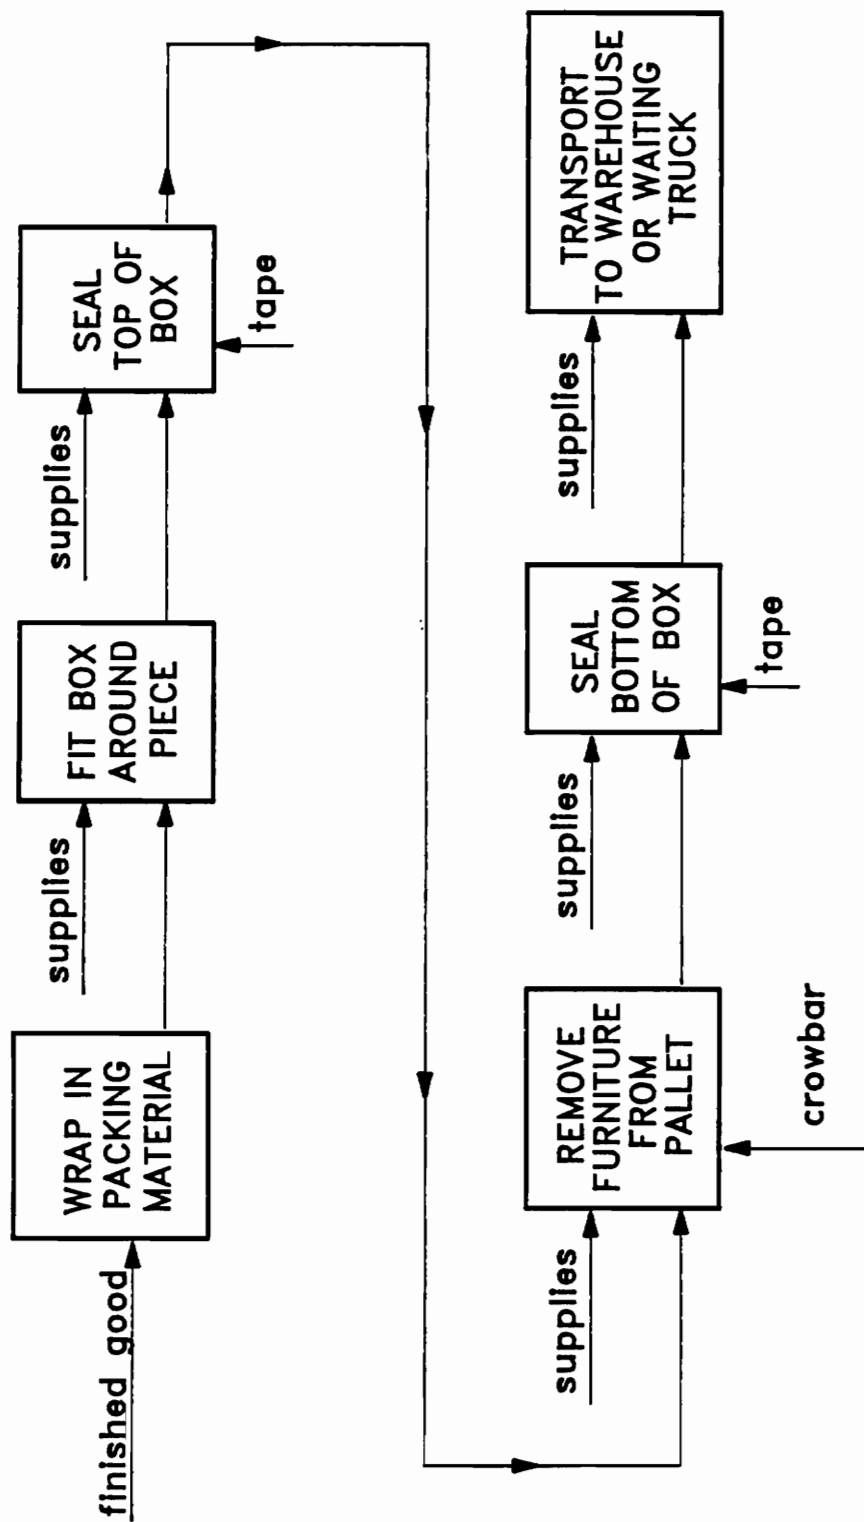 finished good
WRAP IN
PACKING
MATERIAL
supplies
FIT BOX
AROUND
PIECE
supplies
SEAL
TOP OF
BOX
tape
supplies
REMOVE
FURNITURE
FROM
PALLET
crowbar
supplies
SEAL
BOTTOM
OF BOX
tape
supplies
TRANSPORT
TO WAREHOUSE
OR WAITING
TRUCK